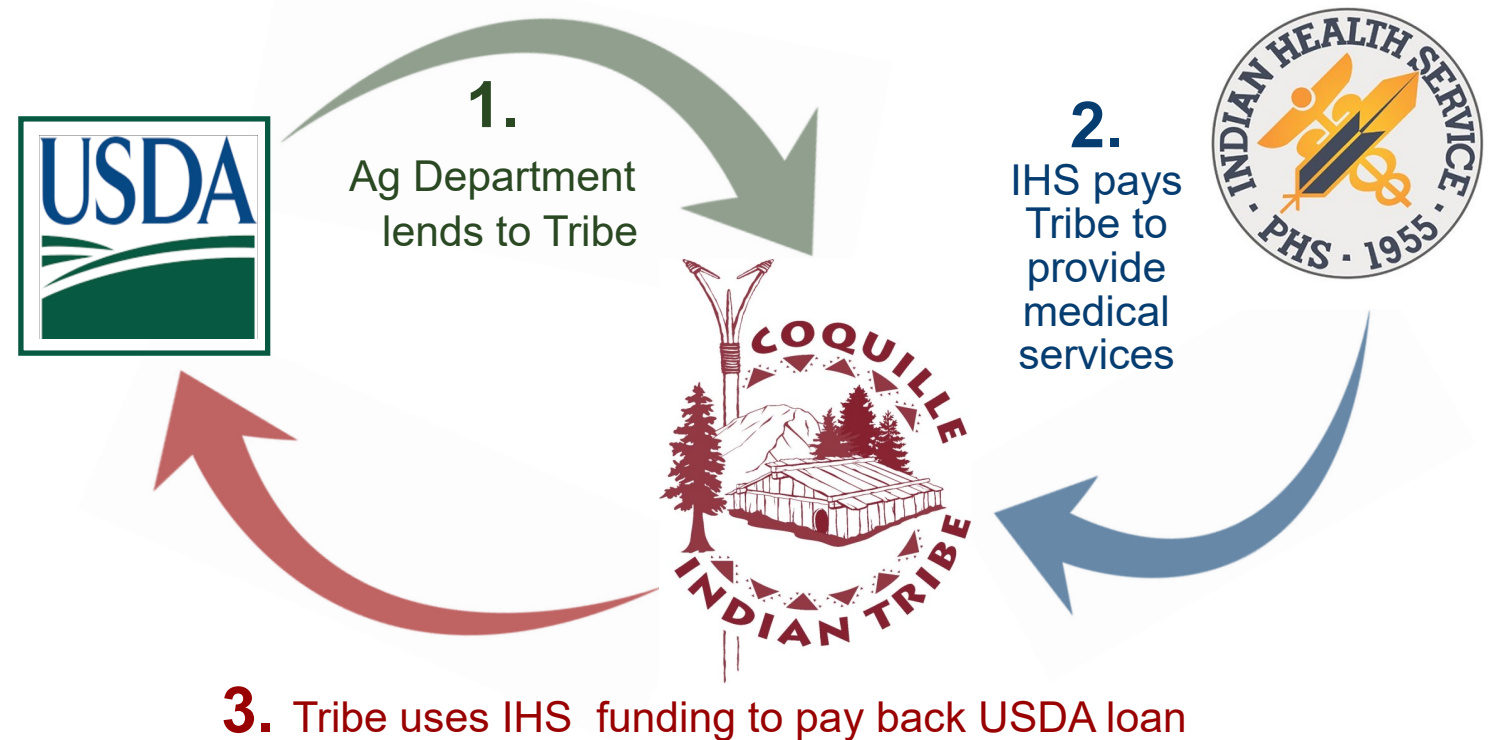 USDA
1.
Ag Department
lends to Tribe
2.
IHS pays
Tribe to
provide
medical
services
INDIAN HEALTH SERVICE
· PHS · 1955 ·
COQUILLE
INDIAN TRIBE
3. Tribe uses IHS funding to pay back USDA loan